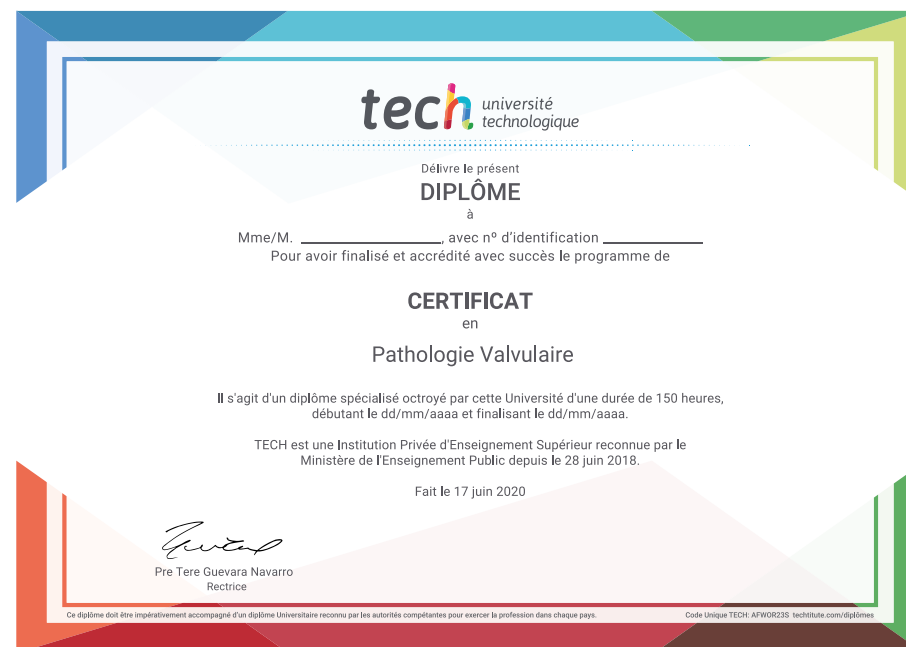 tech université
technologique
Délivre le présent
DIPLÔME
à
Mme/M. ____________________, avec nº d'identification ______________
Pour avoir finalisé et accrédité avec succès le programme de
CERTIFICAT
en
Pathologie Valvulaire
Il s'agit d'un diplôme spécialisé octroyé par cette Université d'une durée de 150 heures,
débutant le dd/mm/aaaa et finalisant le dd/mm/aaaa.
TECH est une Institution Privée d'Enseignement Supérieur reconnue par le
Ministère de l'Enseignement Public depuis le 28 juin 2018.
Fait le 17 juin 2020
Pre Tere Guevara Navarro
Rectrice
Ce diplôme doit être impérativement accompagné d'un diplôme Universitaire reconnu par les autorités compétantes pour exercer la profession dans chaque pays.
Code Unique TECH: AFWOR23S techtitute.com/diplômes